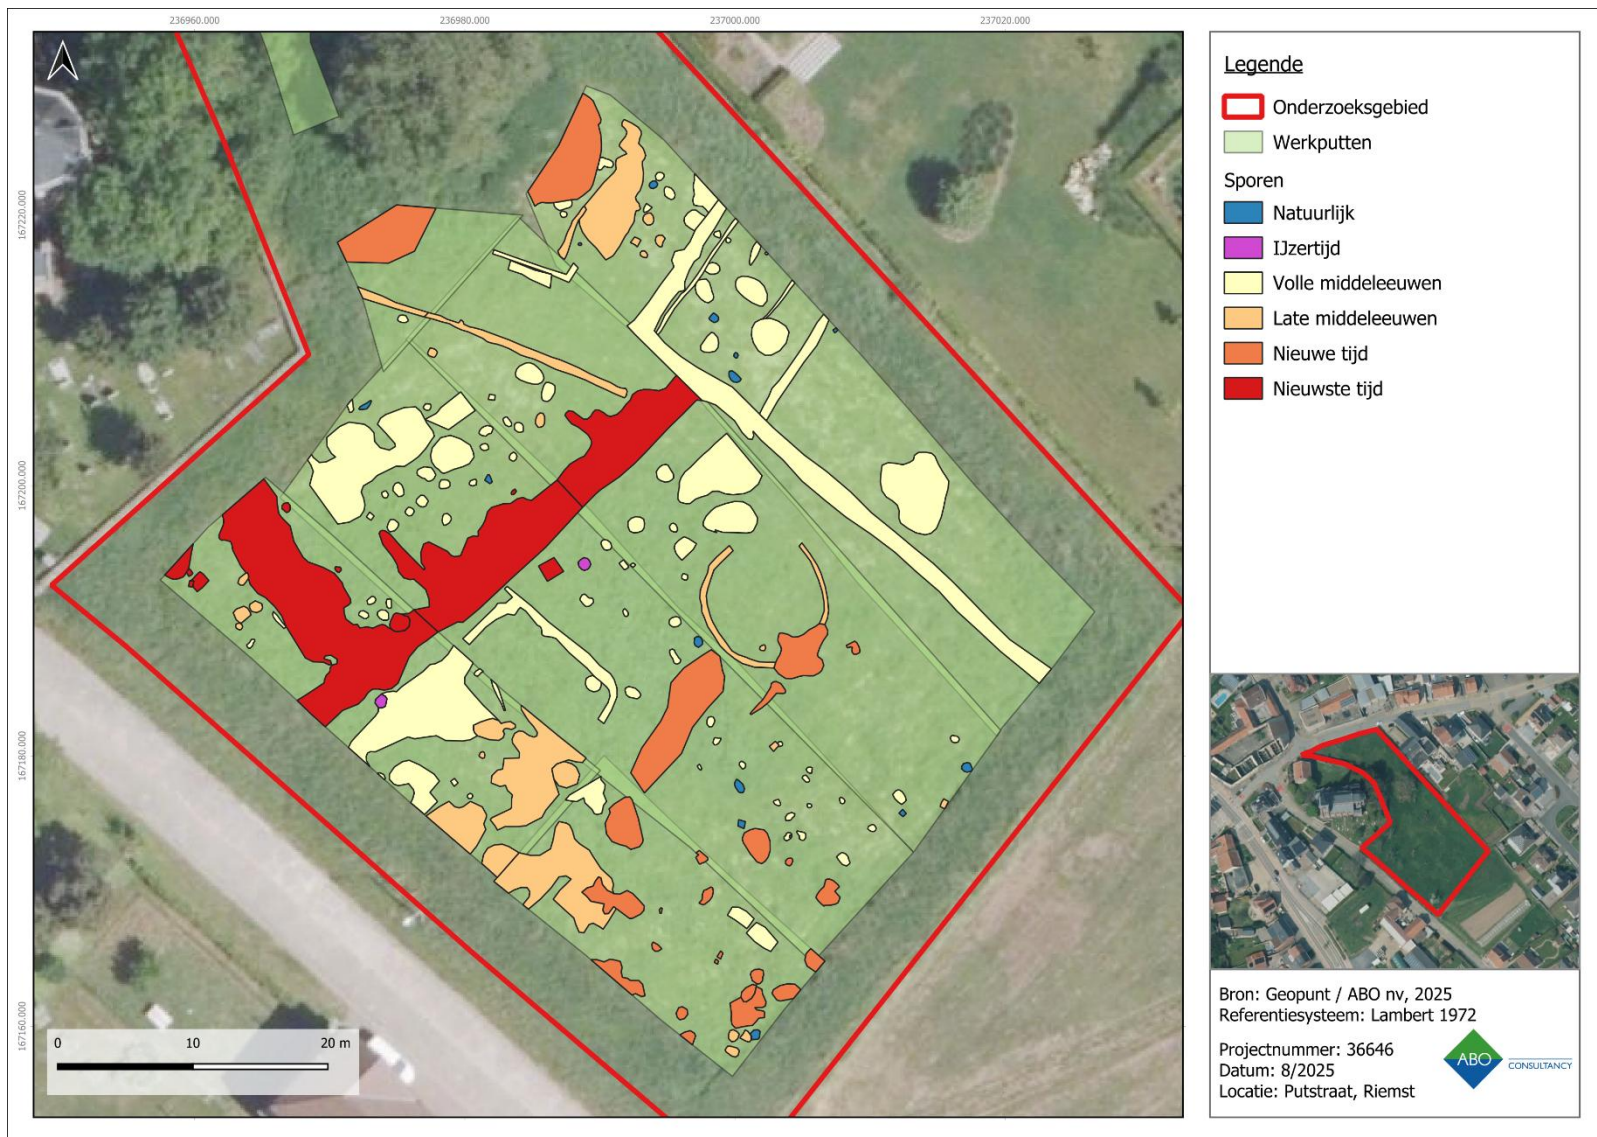 236960.000
236980.000
237000.000
237020.000
167220.000
167200.000
167180.000
167160.000
0
10
20 m
Legende
Onderzoeksgebied
Werkputten
Sporen
Natuurlijk
IJzertijd
Volle middeleeuwen
Late middeleeuwen
Nieuwe tijd
Nieuwste tijd
Bron: Geopunt / ABO nv, 2025
Referentiesysteem: Lambert 1972
Projectnummer: 36646
Datum: 8/2025
Locatie: Putstraat, Riemst
ABO
CONSULTANCY